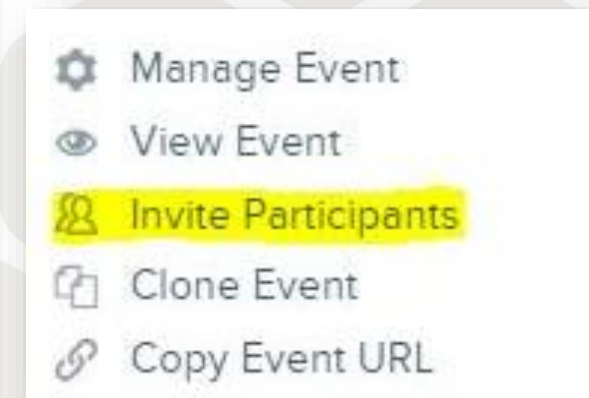 Manage Event
View Event
Invite Participants
Clone Event
Copy Event URL